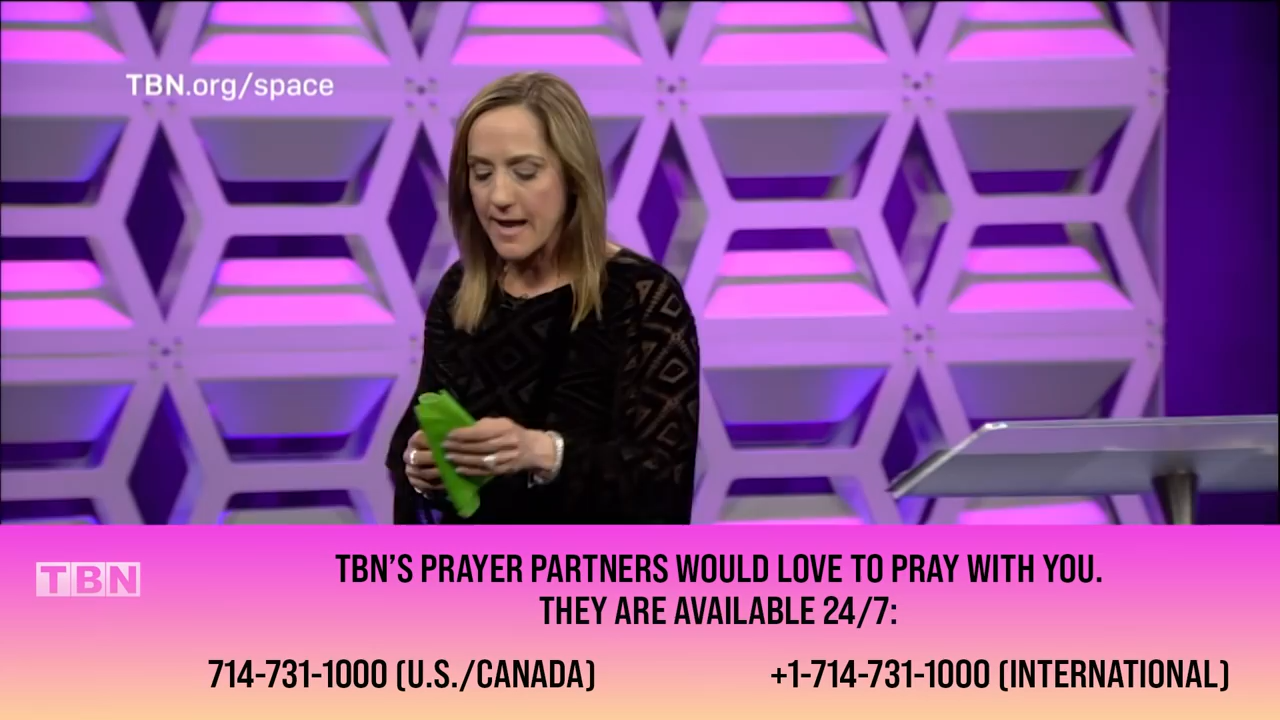 TBN.org/space
TBN'S PRAYER PARTNERS WOULD LOVE TO PRAY WITH YOU.
THEY ARE AVAILABLE 24/7:
TBN
714-731-1000 (U.S./CANADA)
+1-714-731-1000 (INTERNATIONAL)